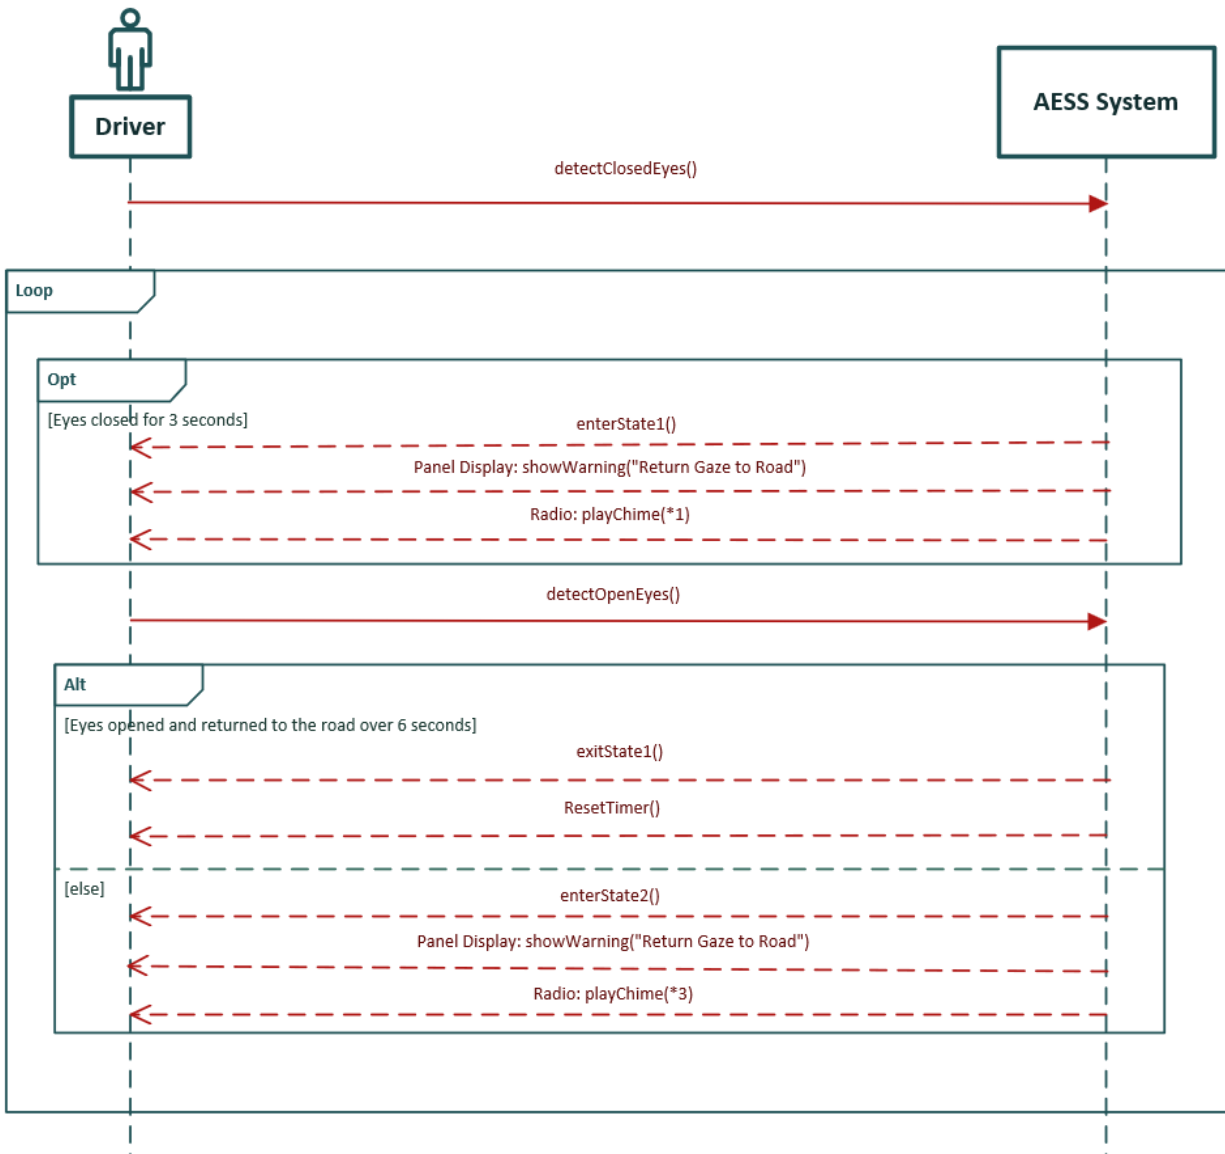 Driver
AESS System
detectClosedEyes()
Loop
Opt
[Eyes closed for 3 seconds]
enterState1()
Panel Display: showWarning("Return Gaze to Road")
Radio: playChime(*1)
detectOpenEyes()
Alt
[Eyes opened and returned to the road over 6 seconds]
exitState1()
ResetTimer()
[else]
enterState2()
Panel Display: showWarning("Return Gaze to Road")
Radio: playChime(*3)